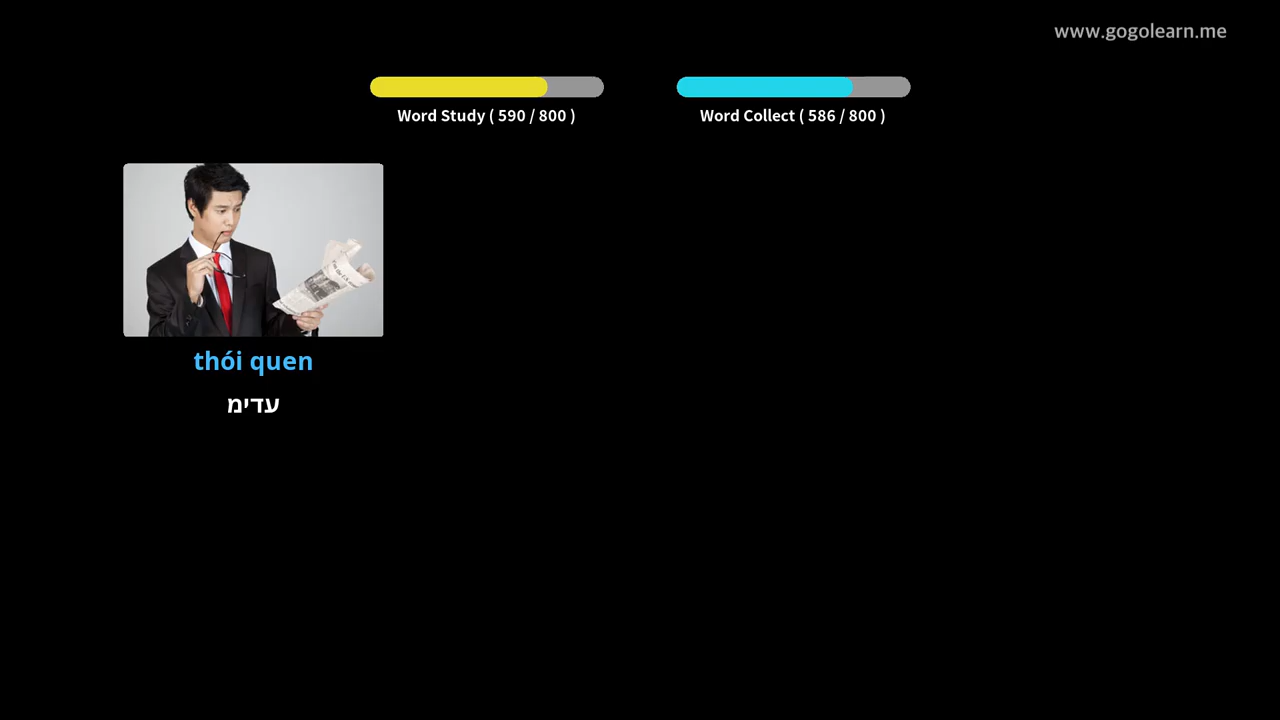 www.gogolearn.me
Word Study ( 590 / 800 )
Word Collect ( 586 / 800 )
thói quen
עדימ